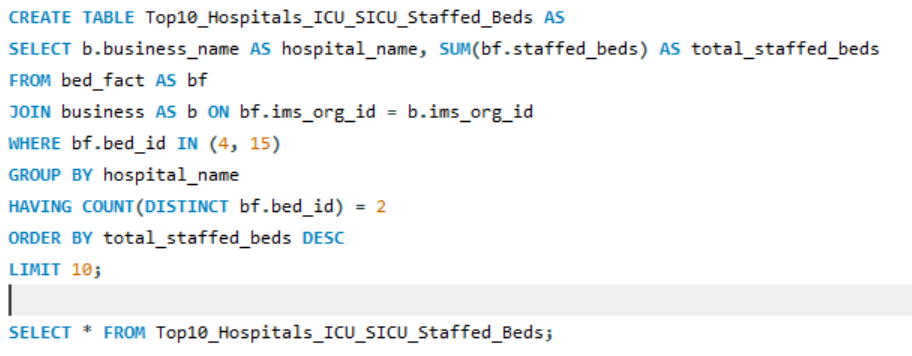 CREATE TABLE Top10_Hospitals_ICU_SICU_Staffed_Beds AS
SELECT b.business_name AS hospital_name, SUM(bf.staffed_beds) AS total_staffed_beds
FROM bed_fact AS bf
JOIN business AS b ON bf.ims_org_id = b.ims_org_id
WHERE bf.bed_id IN (4, 15)
GROUP BY hospital_name
HAVING COUNT(DISTINCT bf.bed_id) = 2
ORDER BY total_staffed_beds DESC
LIMIT 10;
SELECT * FROM Top10_Hospitals_ICU_SICU_Staffed_Beds;